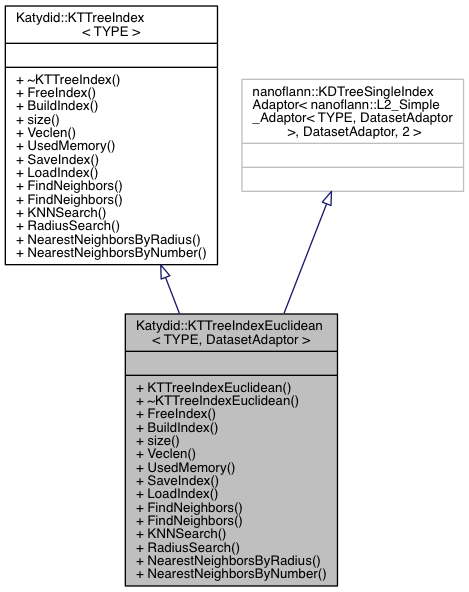 Katydid::KTTreeIndex
< TYPE >
+ ~KTTreeIndex()
+ FreeIndex()
+ BuildIndex()
+ size()
+ Veclen()
+ UsedMemory()
+ SaveIndex()
+ LoadIndex()
+ FindNeighbors()
+ FindNeighbors()
+ KNNSearch()
+ RadiusSearch()
+ NearestNeighborsByRadius()
+ NearestNeighborsByNumber()
nanoflann::KDTreeSingleIndex
Adaptor< nanoflann::L2_Simple
_Adaptor< TYPE, DatasetAdaptor
>, DatasetAdaptor, 2 >
Katydid::KTTreeIndexEuclidean
< TYPE, DatasetAdaptor >
+ KTTreeIndexEuclidean()
+ ~KTTreeIndexEuclidean()
+ FreeIndex()
+ BuildIndex()
+ size()
+ Veclen()
+ UsedMemory()
+ SaveIndex()
+ LoadIndex()
+ FindNeighbors()
+ FindNeighbors()
+ KNNSearch()
+ RadiusSearch()
+ NearestNeighborsByRadius()
+ NearestNeighborsByNumber()